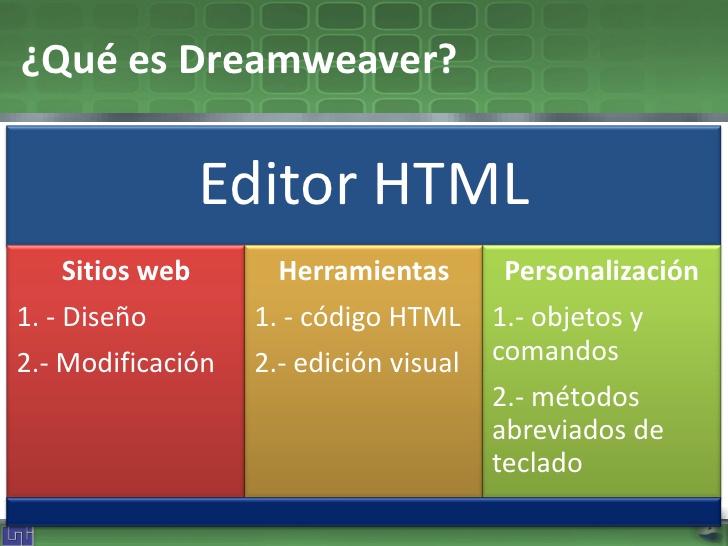 ¿Qué es Dreamweaver?
Editor HTML
Sitios web
1. - Diseño
2.- Modificación
Herramientas
1. - código HTML
2.- edición visual
Personalización
1.- objetos y
comandos
2.- métodos
abreviados de
teclado